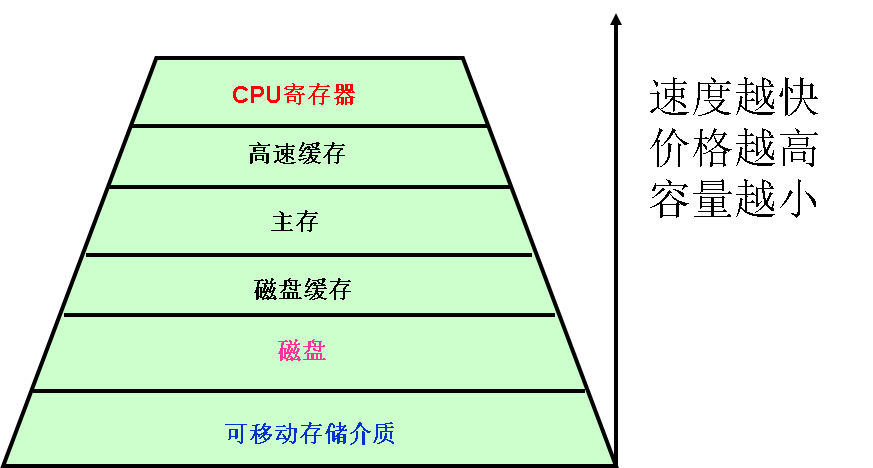 CPU寄存器
高速缓存
主存
磁盘缓存
磁盘
可移动存储介质
速度越快
价格越高
容量越小